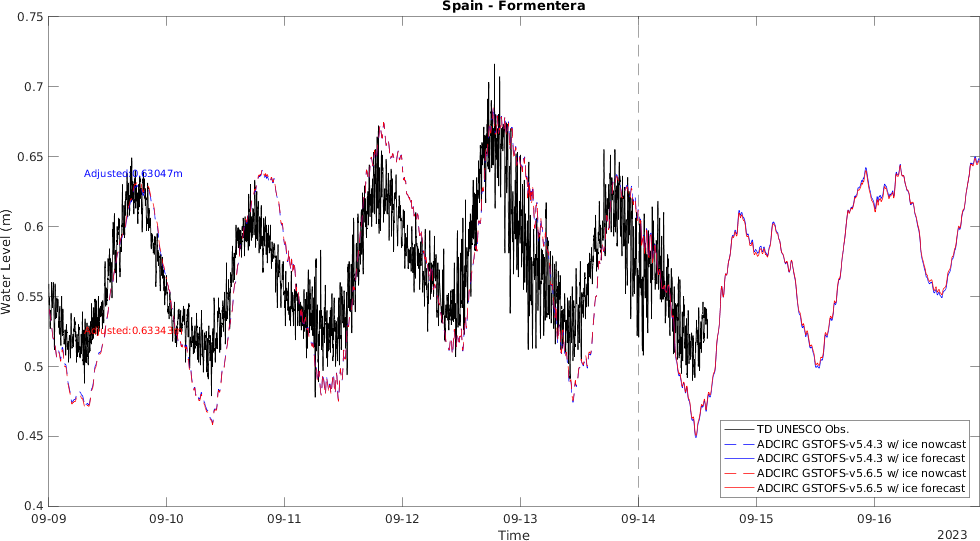 Spain - Formentera
0.75
0.7
0.65
0.6
0.55
0.5
0.45
0.4
Water Level (m)
Adjusted:0.63047m
Adjusted:0.63343m
TD UNESCO Obs.
ADCIRC GSTOFS-v5.4.3 w/ ice nowcast
ADCIRC GSTOFS-v5.4.3 w/ ice forecast
ADCIRC GSTOFS-v5.6.5 w/ ice nowcast
ADCIRC GSTOFS-v5.6.5 w/ ice forecast
09-09 09-10 09-11 09-12 09-13 09-14 09-15 09-16
Time
2023